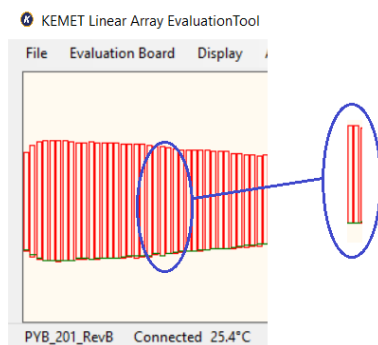 KEMET Linear Array EvaluationTool
File Evaluation Board Display
PYB_201_RevB Connected 25.4°C